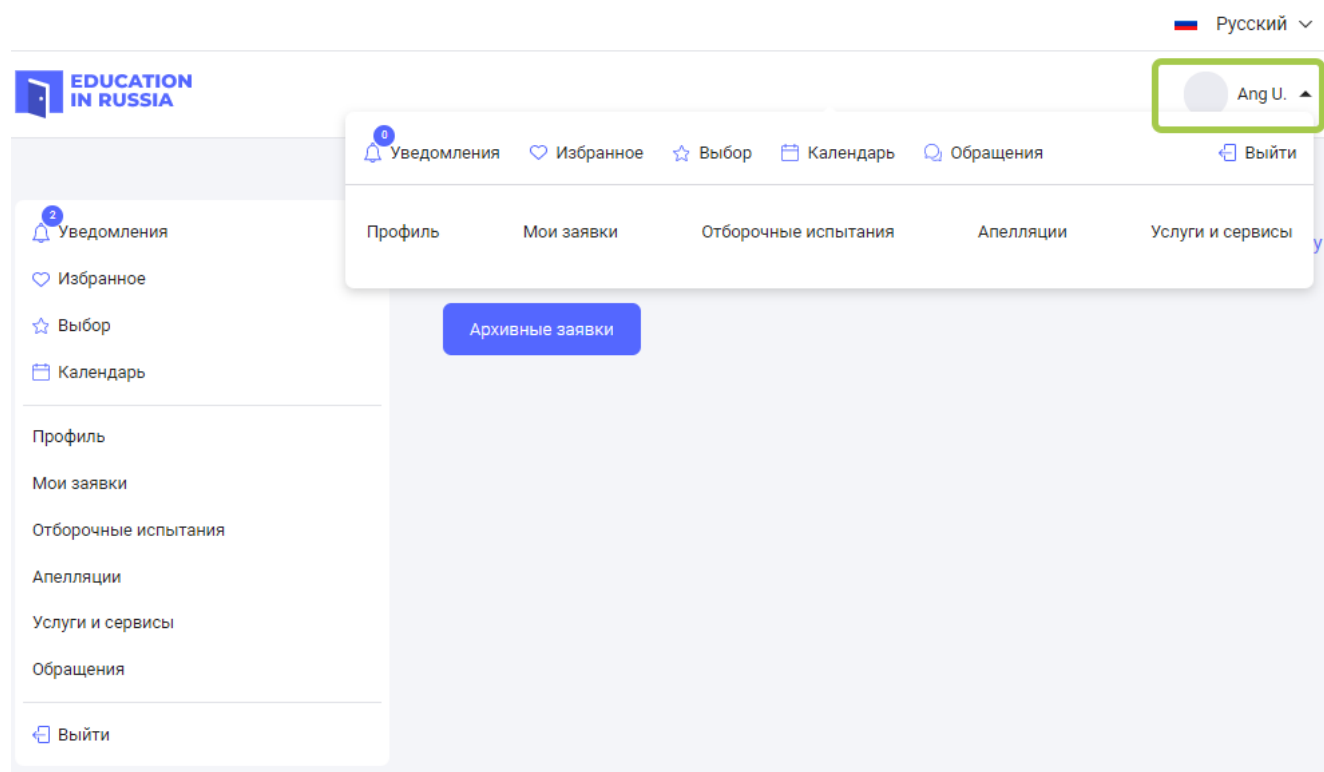 Русский
EDUCATION
IN RUSSIA
Ang U.
0
Уведомления Избранное Выбор Календарь Обращения Выйти
Профиль Мои заявки Отборочные испытания Апелляции Услуги и сервисы
у
2
Уведомления
Избранное
Выбор
Календарь
Профиль
Мои заявки
Отборочные испытания
Апелляции
Услуги и сервисы
Обращения
Выйти
Архивные заявки